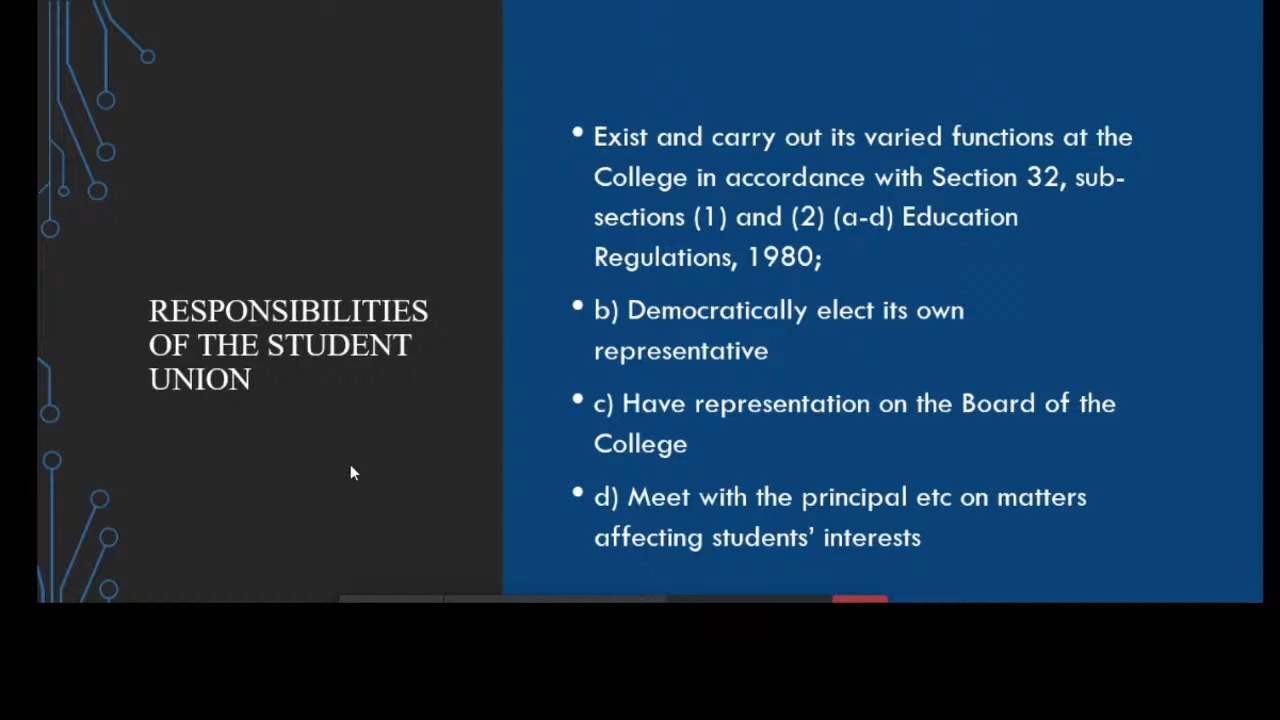 RESPONSIBILITIES
OF THE STUDENT
UNION
• Exist and carry out its varied functions at the
College in accordance with Section 32, sub-
sections (1) and (2) (a-d) Education
Regulations, 1980;
• b) Democratically elect its own
representative
• c) Have representation on the Board of the
College
• d) Meet with the principal etc on matters
affecting students’ interests